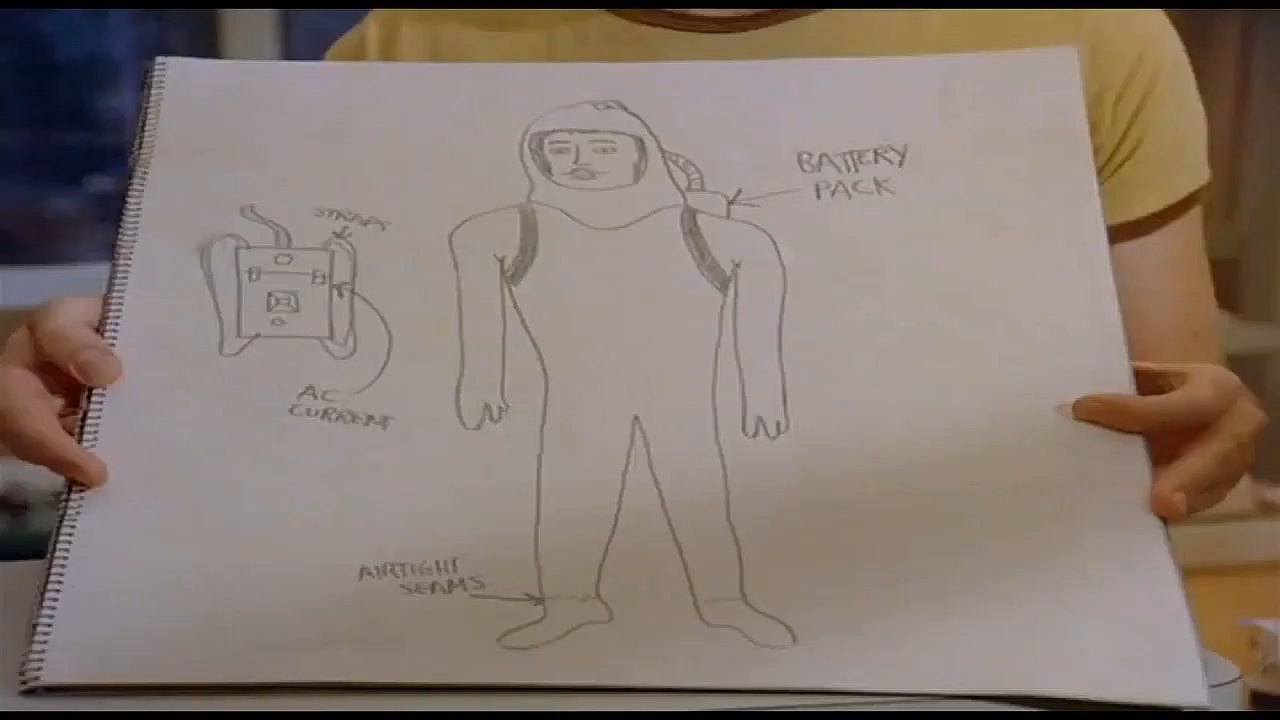 STRAPS
BATTERY
PACK
AC
CURRENT
AIRTIGHT
SEAMS